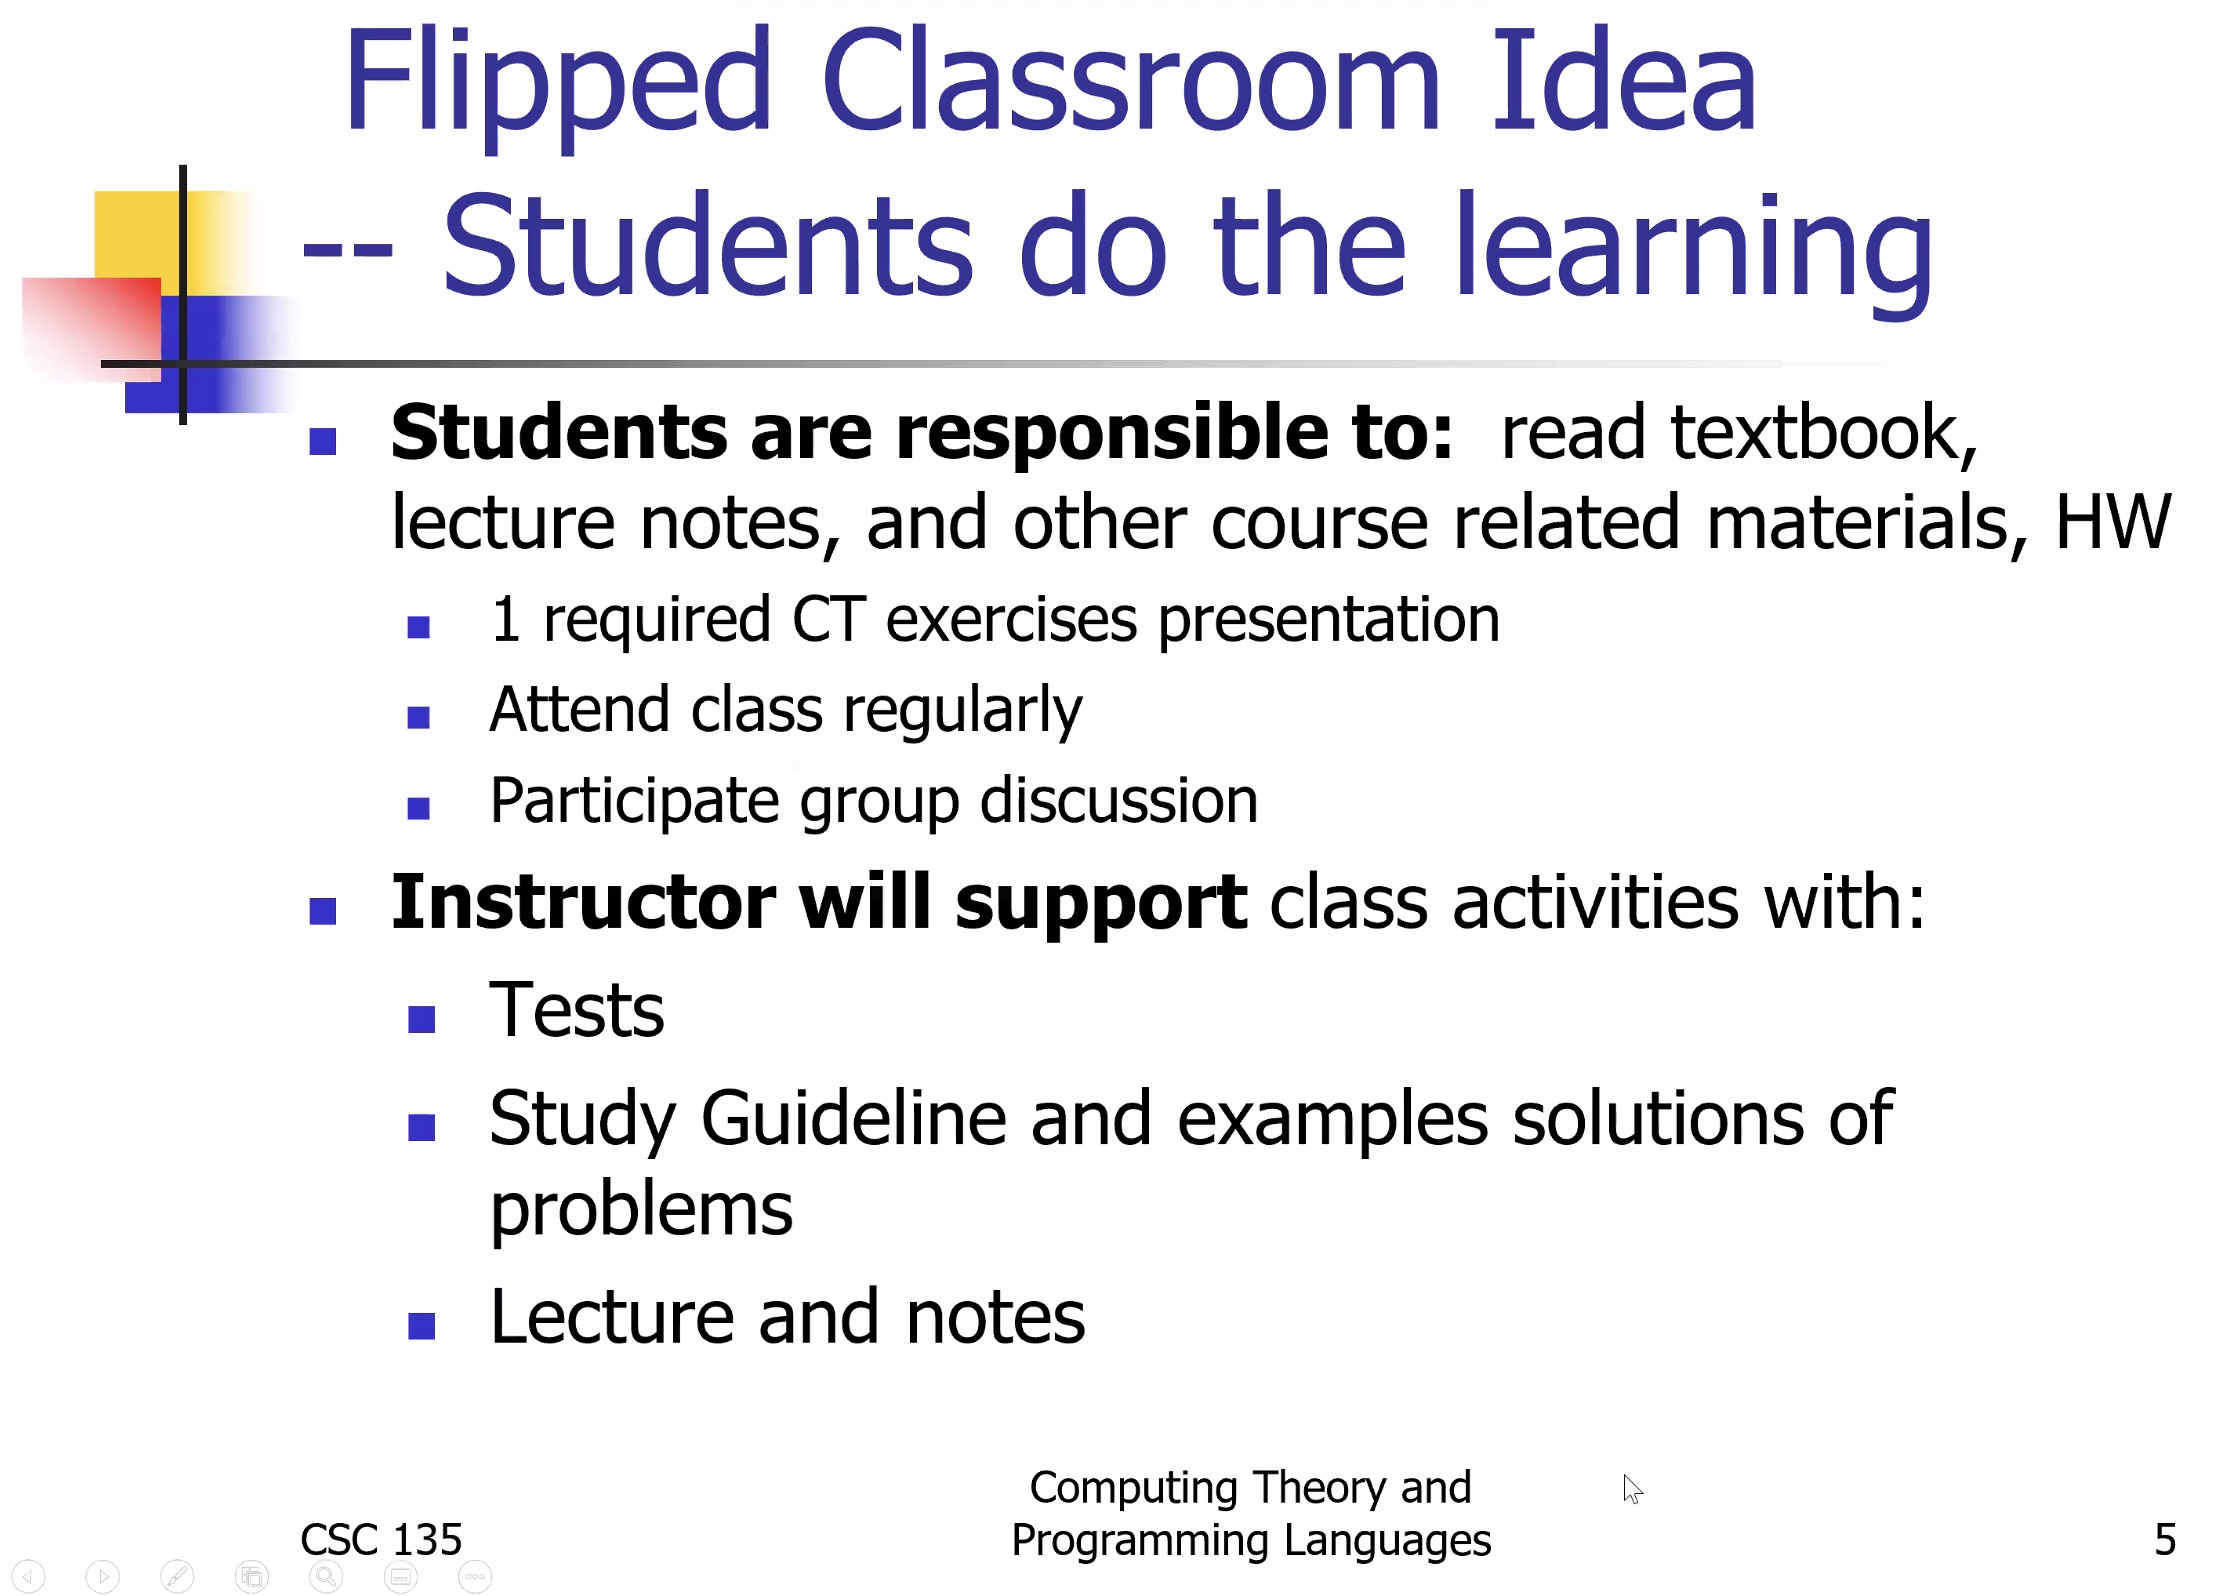 Flipped Classroom Idea
-- Students do the learning
Students are responsible to: read textbook,
lecture notes, and other course related materials, HW
1 required CT exercises presentation
Attend class regularly
Participate group discussion
Instructor will support class activities with:
Tests
Study Guideline and examples solutions of
problems
Lecture and notes
CSC 135
Computing Theory and
Programming Languages
5